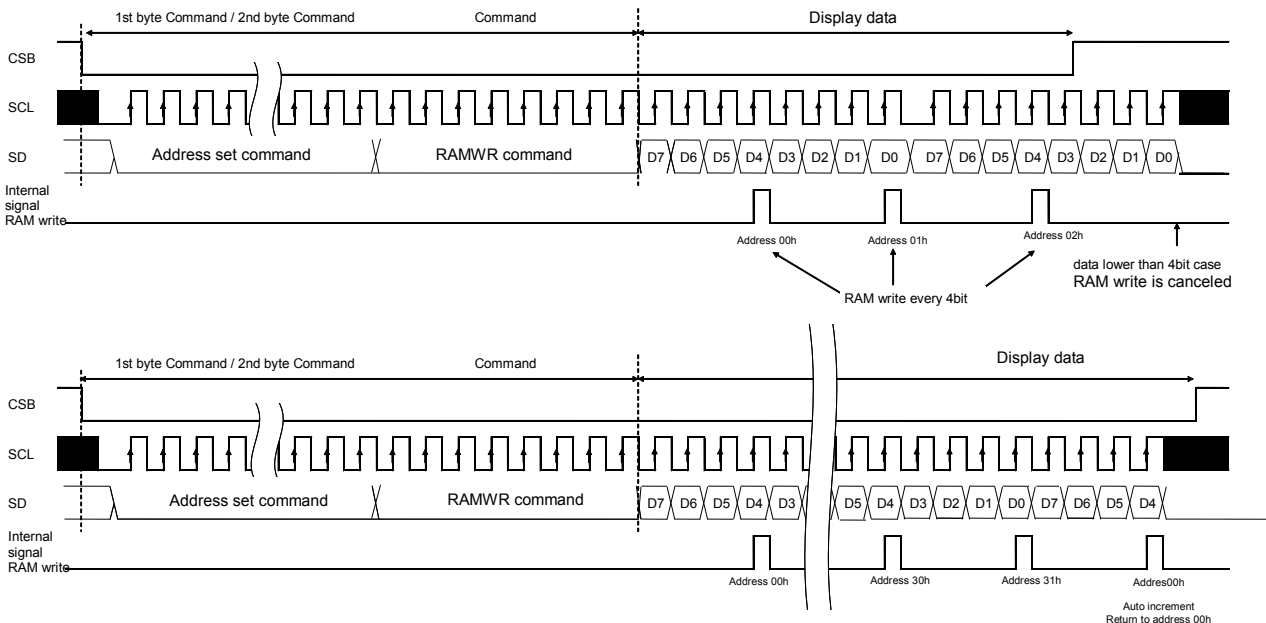 1st byte Command / 2nd byte Command Command Display data
CSB
SCL
SD Address set command RAMWR command D7 D6 D5 D4 D3 D2 D1 D0 D7 D6 D5 D4 D3 D2 D1 D0
Internal
signal
RAM write
Address 00h Address 01h Address 02h
data lower than 4bit case
RAM write is canceled
RAM write every 4bit
1st byte Command / 2nd byte Command Command Display data
CSB
SCL
SD Address set command RAMWR command D7 D6 D5 D4 D3 D5 D4 D3 D2 D1 D0 D7 D6 D5 D4
Internal
signal
RAM write
Address 00h Address 30h Address 31h Addres00h
Auto increment
Return to address 00h